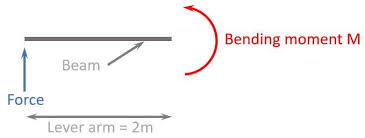 Bending moment M
Beam
Force
Lever arm = 2m